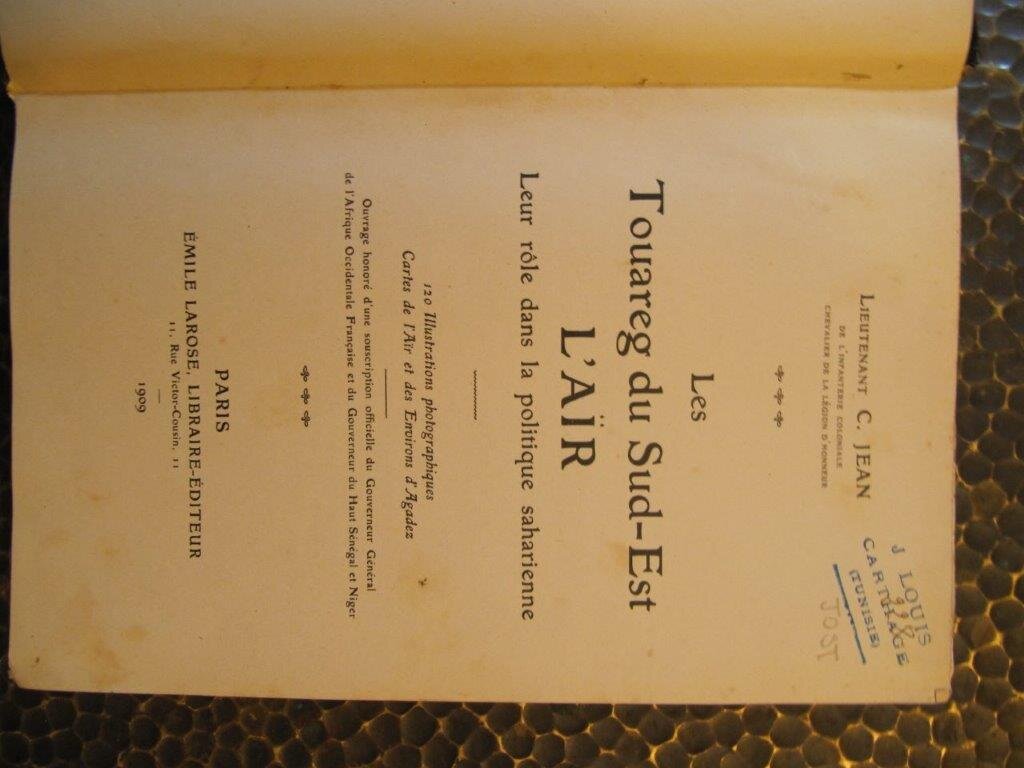 J LOUIS
CARTHAGE
(TUNISIE)
JOST
LIEUTENANT C. JEAN
DE L'INFANTERIE COLONIALE
CHEVALIER DE LA LÉGION D'HONNEUR
Les
Touareg du Sud-Est
L'AÏR
Leur rôle dans la politique saharienne
120 Illustrations photographiques
Cartes de l'Aïr et des Environs d'Agadez
Ouvrage honoré d'une souscription officielle du Gouverneur Général
de l'Afrique Occidentale Française et du Gouverneur du Haut Sénégal et Niger
PARIS
ÉMILE LAROSE, LIBRAIRE-ÉDITEUR
11, Rue Victor-Cousin, 11
1909